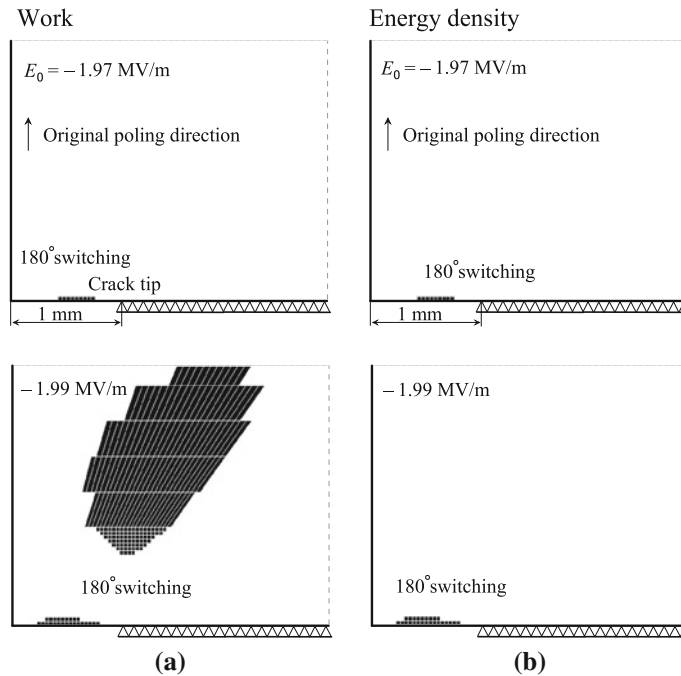 Work
Energy density
E₀ = – 1.97 MV/m
Original poling direction
180°switching
Crack tip
1 mm
E₀ = – 1.97 MV/m
Original poling direction
180°switching
1 mm
– 1.99 MV/m
180°switching
– 1.99 MV/m
180°switching
(a)
(b)